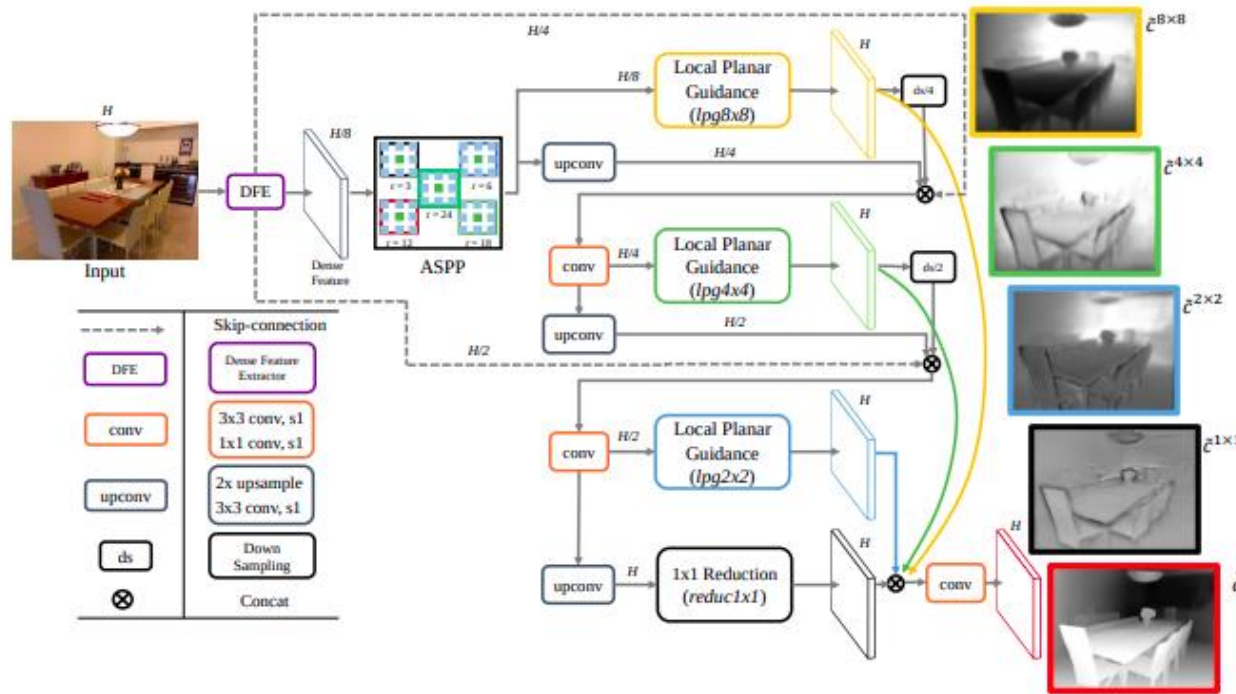 H/4
H
Local Planar
Guidance
(lpg8x8)
H/8
H
ds/4
c̃^{8×8}
H/8
DFE
upconv
H/4
r = 3
r = 6
r = 24
r = 12
r = 18
ASPP
Dense
Feature
Input
c̃^{4×4}
conv
H/4
Local Planar
Guidance
(lpg4x4)
H
ds/2
upconv
H/2
H/2
c̃^{2×2}
Skip-connection
DFE
Dense Feature
Extractor
conv
3x3 conv, s1
1x1 conv, s1
upconv
2x upsample
3x3 conv, s1
ds
Down
Sampling
Concat
conv
H/2
Local Planar
Guidance
(lpg2x2)
H
upconv
H
1x1 Reduction
(reduc1x1)
H
conv
H